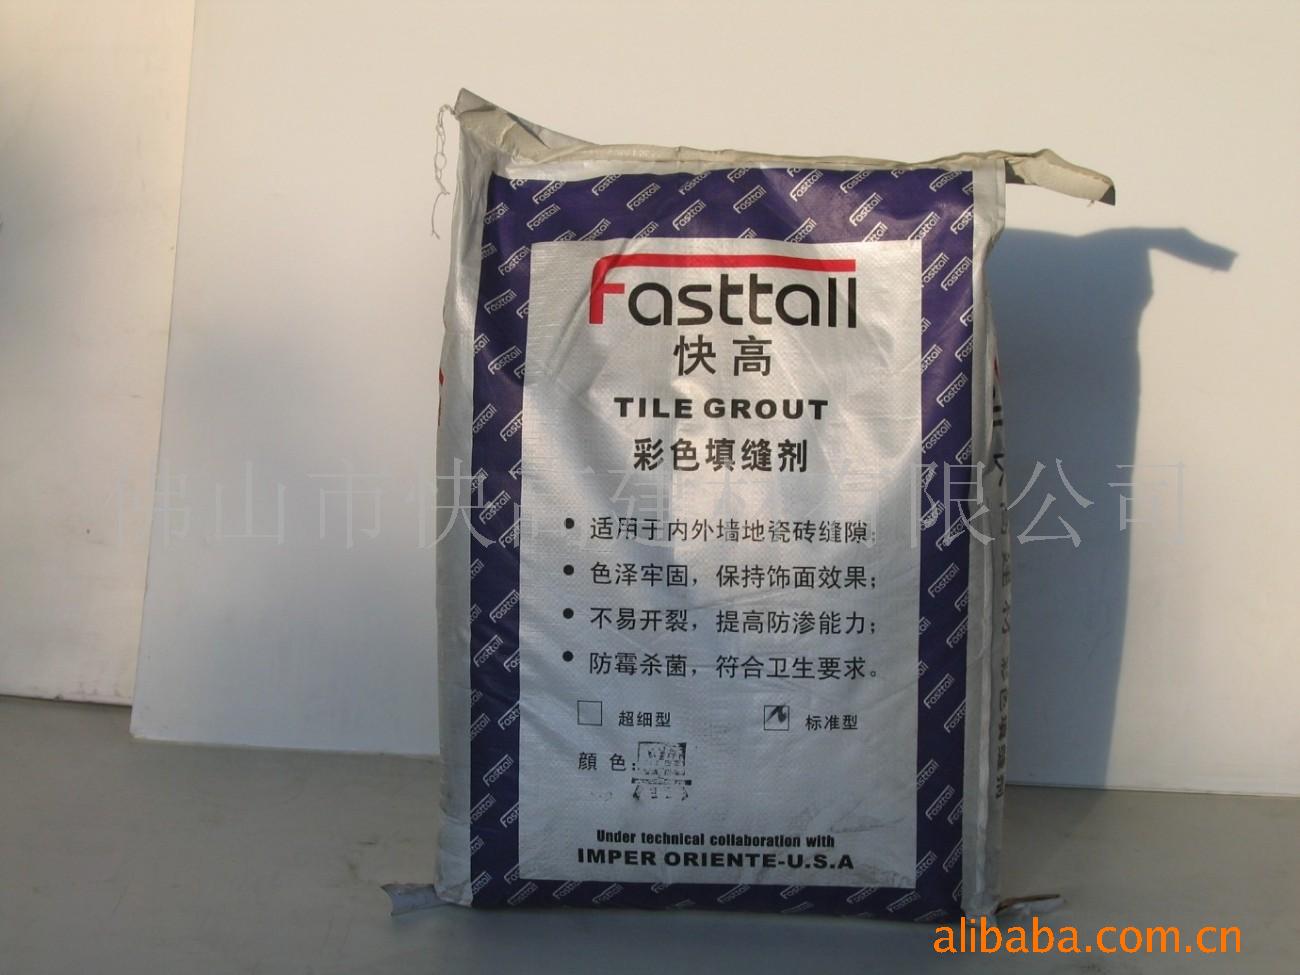 Fasttall
快高
TILE GROUT
彩色填缝剂
佛山市快高建材有限公司
• 适用于内外墙地瓷砖缝隙;
• 色泽牢固，保持饰面效果;
• 不易开裂，提高防渗能力;
• 防霉杀菌，符合卫生要求。
超细型 标准型
顔色:
Under technical collaboration with
IMPER ORIENTE-U.S.A
alibaba.com.cn